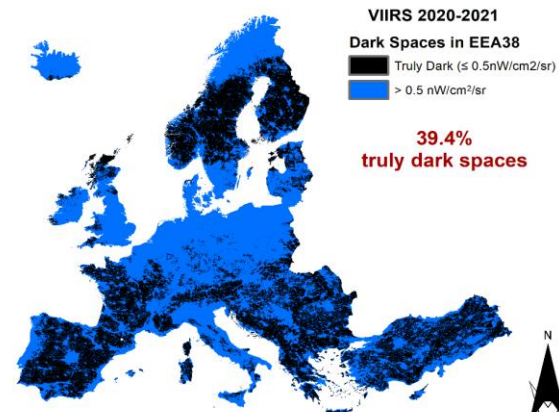 VIIRS 2020-2021
Dark Spaces in EEA38
Truly Dark (≤ 0.5nW/cm2/sr)
> 0.5 nW/cm²/sr
39.4%
truly dark spaces
N